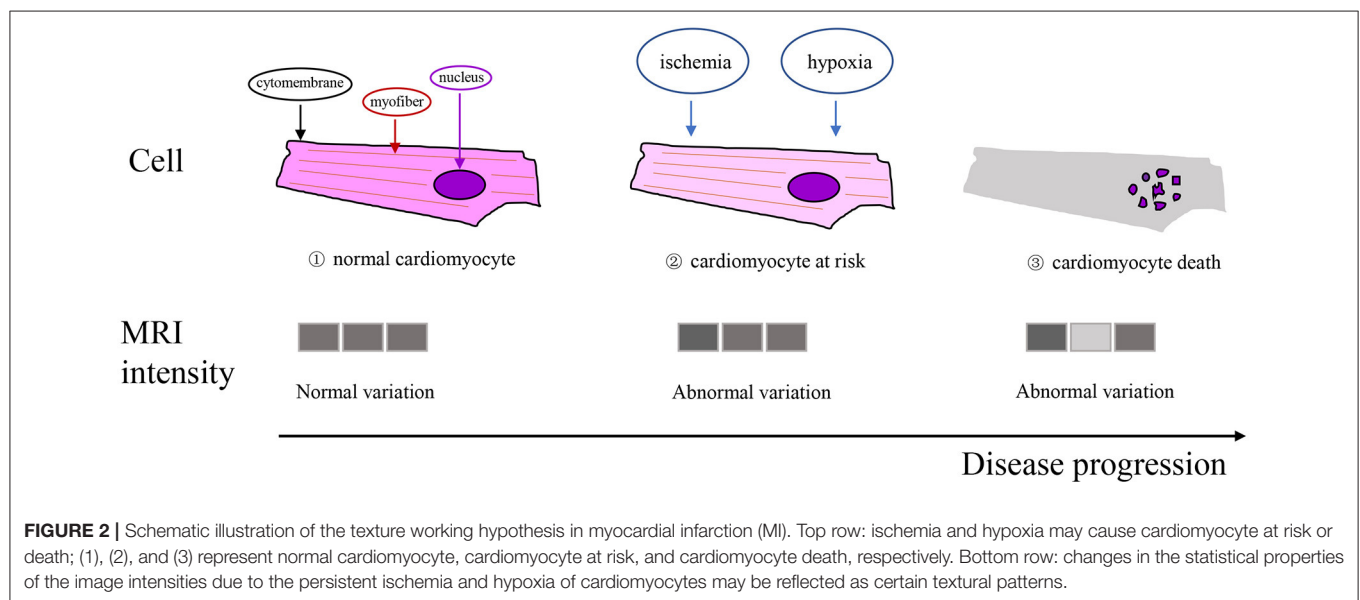 ischemia
hypoxia
cytomembrane
nucleus
myofiber
Cell
① normal cardiomyocyte
② cardiomyocyte at risk
③ cardiomyocyte death
MRI
intensity
Normal variation
Abnormal variation
Abnormal variation
Disease progression
FIGURE 2 | Schematic illustration of the texture working hypothesis in myocardial infarction (MI). Top row: ischemia and hypoxia may cause cardiomyocyte at risk or
death; (1), (2), and (3) represent normal cardiomyocyte, cardiomyocyte at risk, and cardiomyocyte death, respectively. Bottom row: changes in the statistical properties
of the image intensities due to the persistent ischemia and hypoxia of cardiomyocytes may be reflected as certain textural patterns.